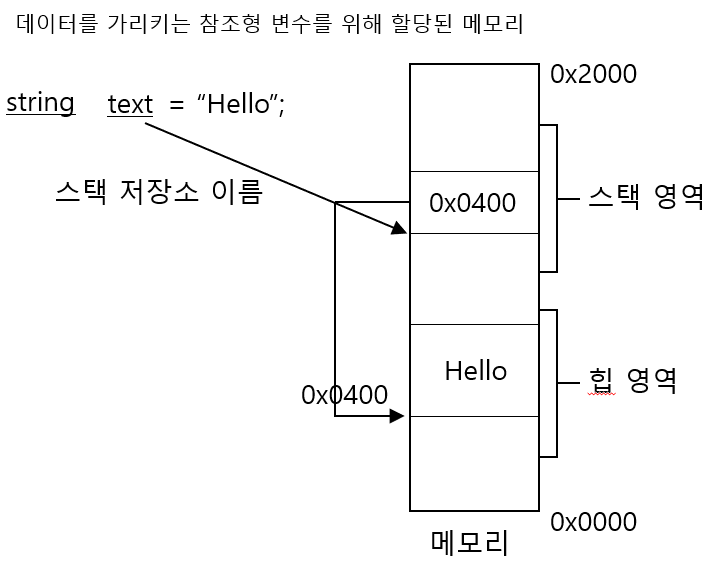 데이터를 가리키는 참조형 변수를 위해 할당된 메모리
0x2000
string text = “Hello”;
스택 저장소 이름
0x0400
스택 영역
Hello
힙 영역
0x0400
0x0000
메모리